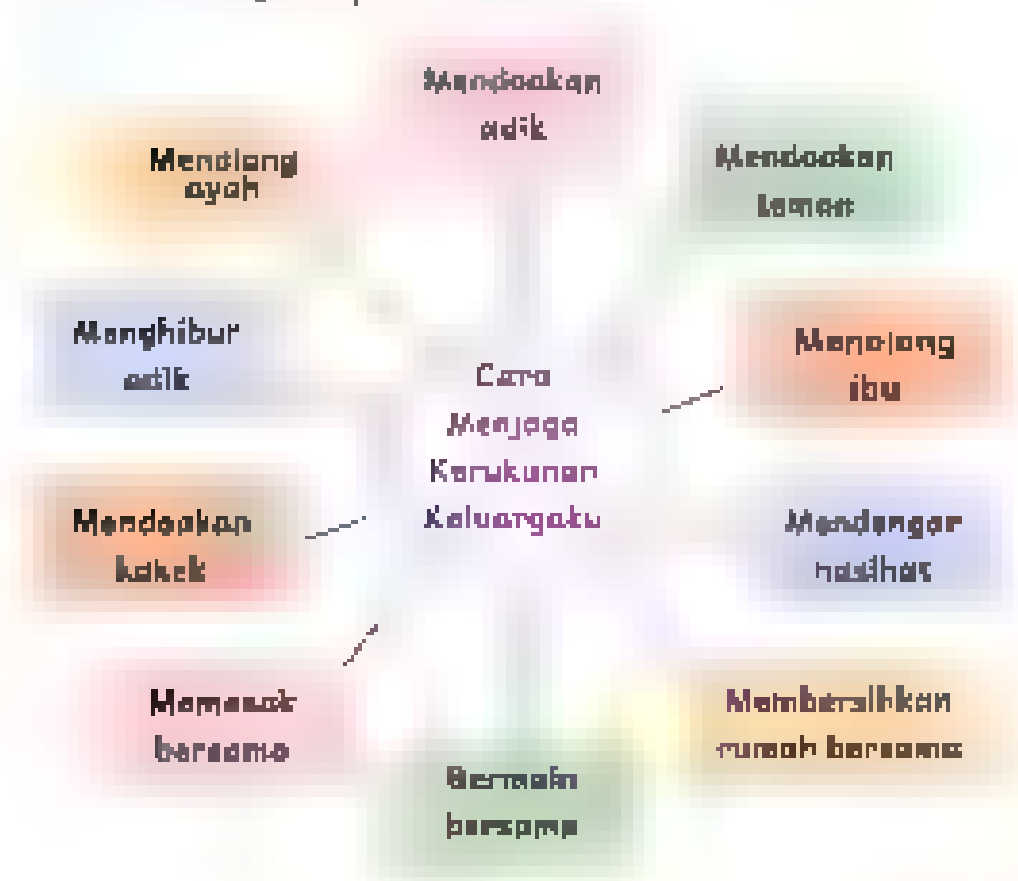 Mendoakan
adik
Menolong
ayah
Mendoakan
teman
Menghibur
adik
Menolong
ibu
Cara
Menjaga
Kerukunan
Keluargaku
Mendoakan
kakek
Mendengar
nasihat
Memasak
bersama
Membersihkan
rumah bersama
Bermain
bersama